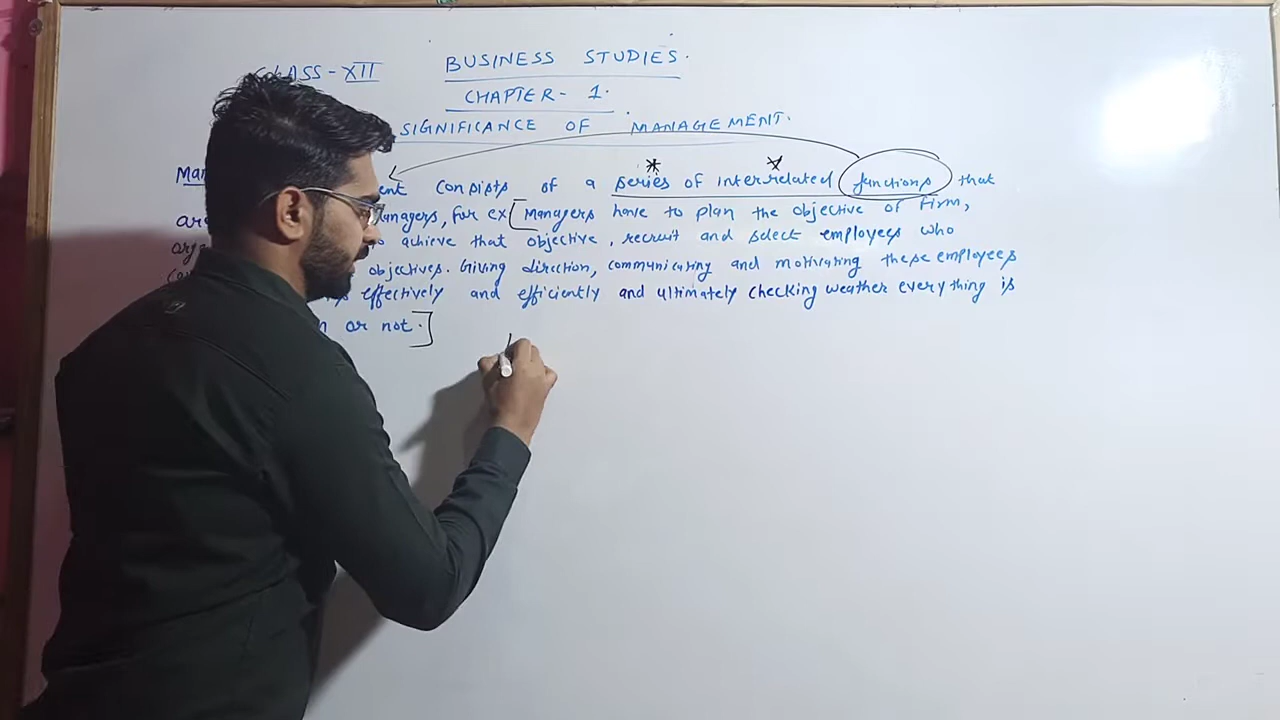 CLASS-XII BUSINESS STUDIES.
CHAPTER- 1.
SIGNIFICANCE OF MANAGEMENT.
consists of a series of interrelated functions that
for ex [Managers have to plan the objective of firm,
achieve that objective, recruit and select employees who
objectives. Giving direction, communicating and motivating these employees
effectively and efficiently and ultimately checking weather everything is
or not.]